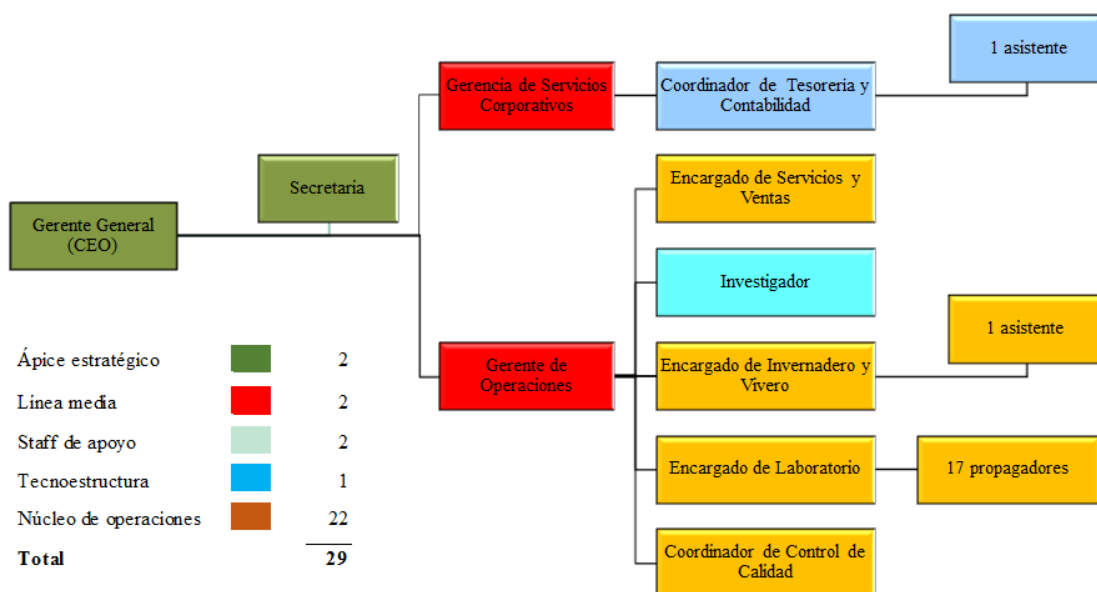 1 asistente
Gerencia de Servicios
Corporativos
Coordinador de Tesoreria y
Contabilidad
Secretaria
Encargado de Servicios y
Ventas
Gerente General
(CEO)
Investigador
1 asistente
Gerente de
Operaciones
Encargado de Invernadero y
Vivero
Encargado de Laboratorio
17 propagadores
Coordinador de Control de
Calidad
Ápice estratégico 2
Línea media 2
Staff de apoyo 2
Tecnoestructura 1
Núcleo de operaciones 22
Total 29